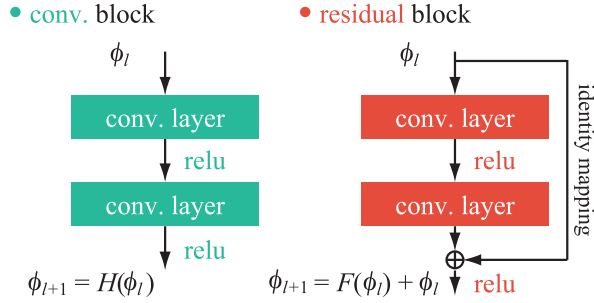 • conv. block
ϕl
conv. layer
relu
conv. layer
relu
ϕl+1 = H(ϕl)
• residual block
ϕl
conv. layer
relu
conv. layer
identity mapping
ϕl+1 = F(ϕl) + ϕl
relu